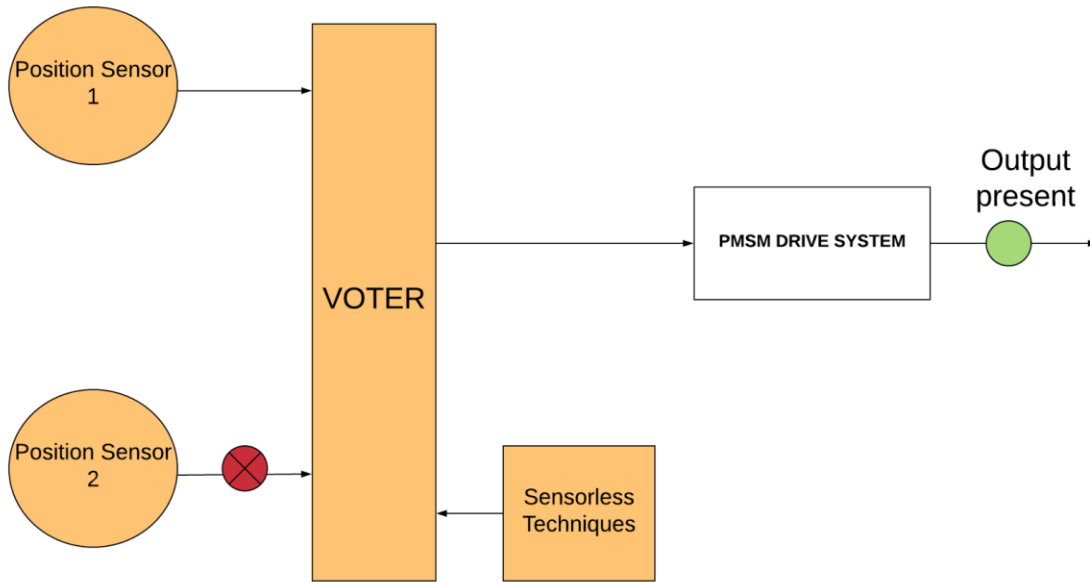 Position Sensor
1
Output
present
PMSM DRIVE SYSTEM
VOTER
Position Sensor
2
Sensorless
Techniques